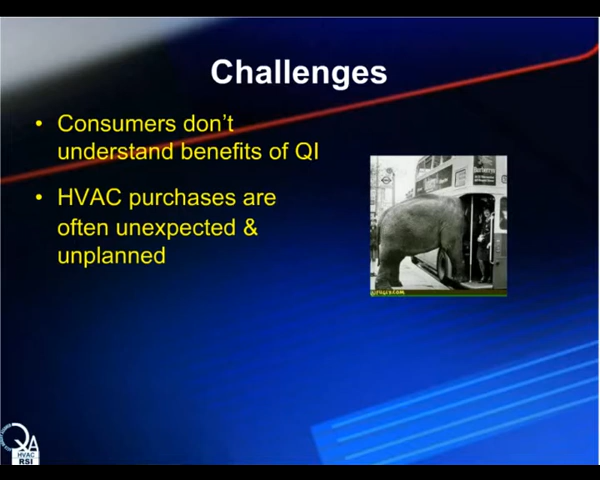 Challenges
• Consumers don't
understand benefits of QI
• HVAC purchases are
often unexpected &
unplanned
QA
HVAC
RSI